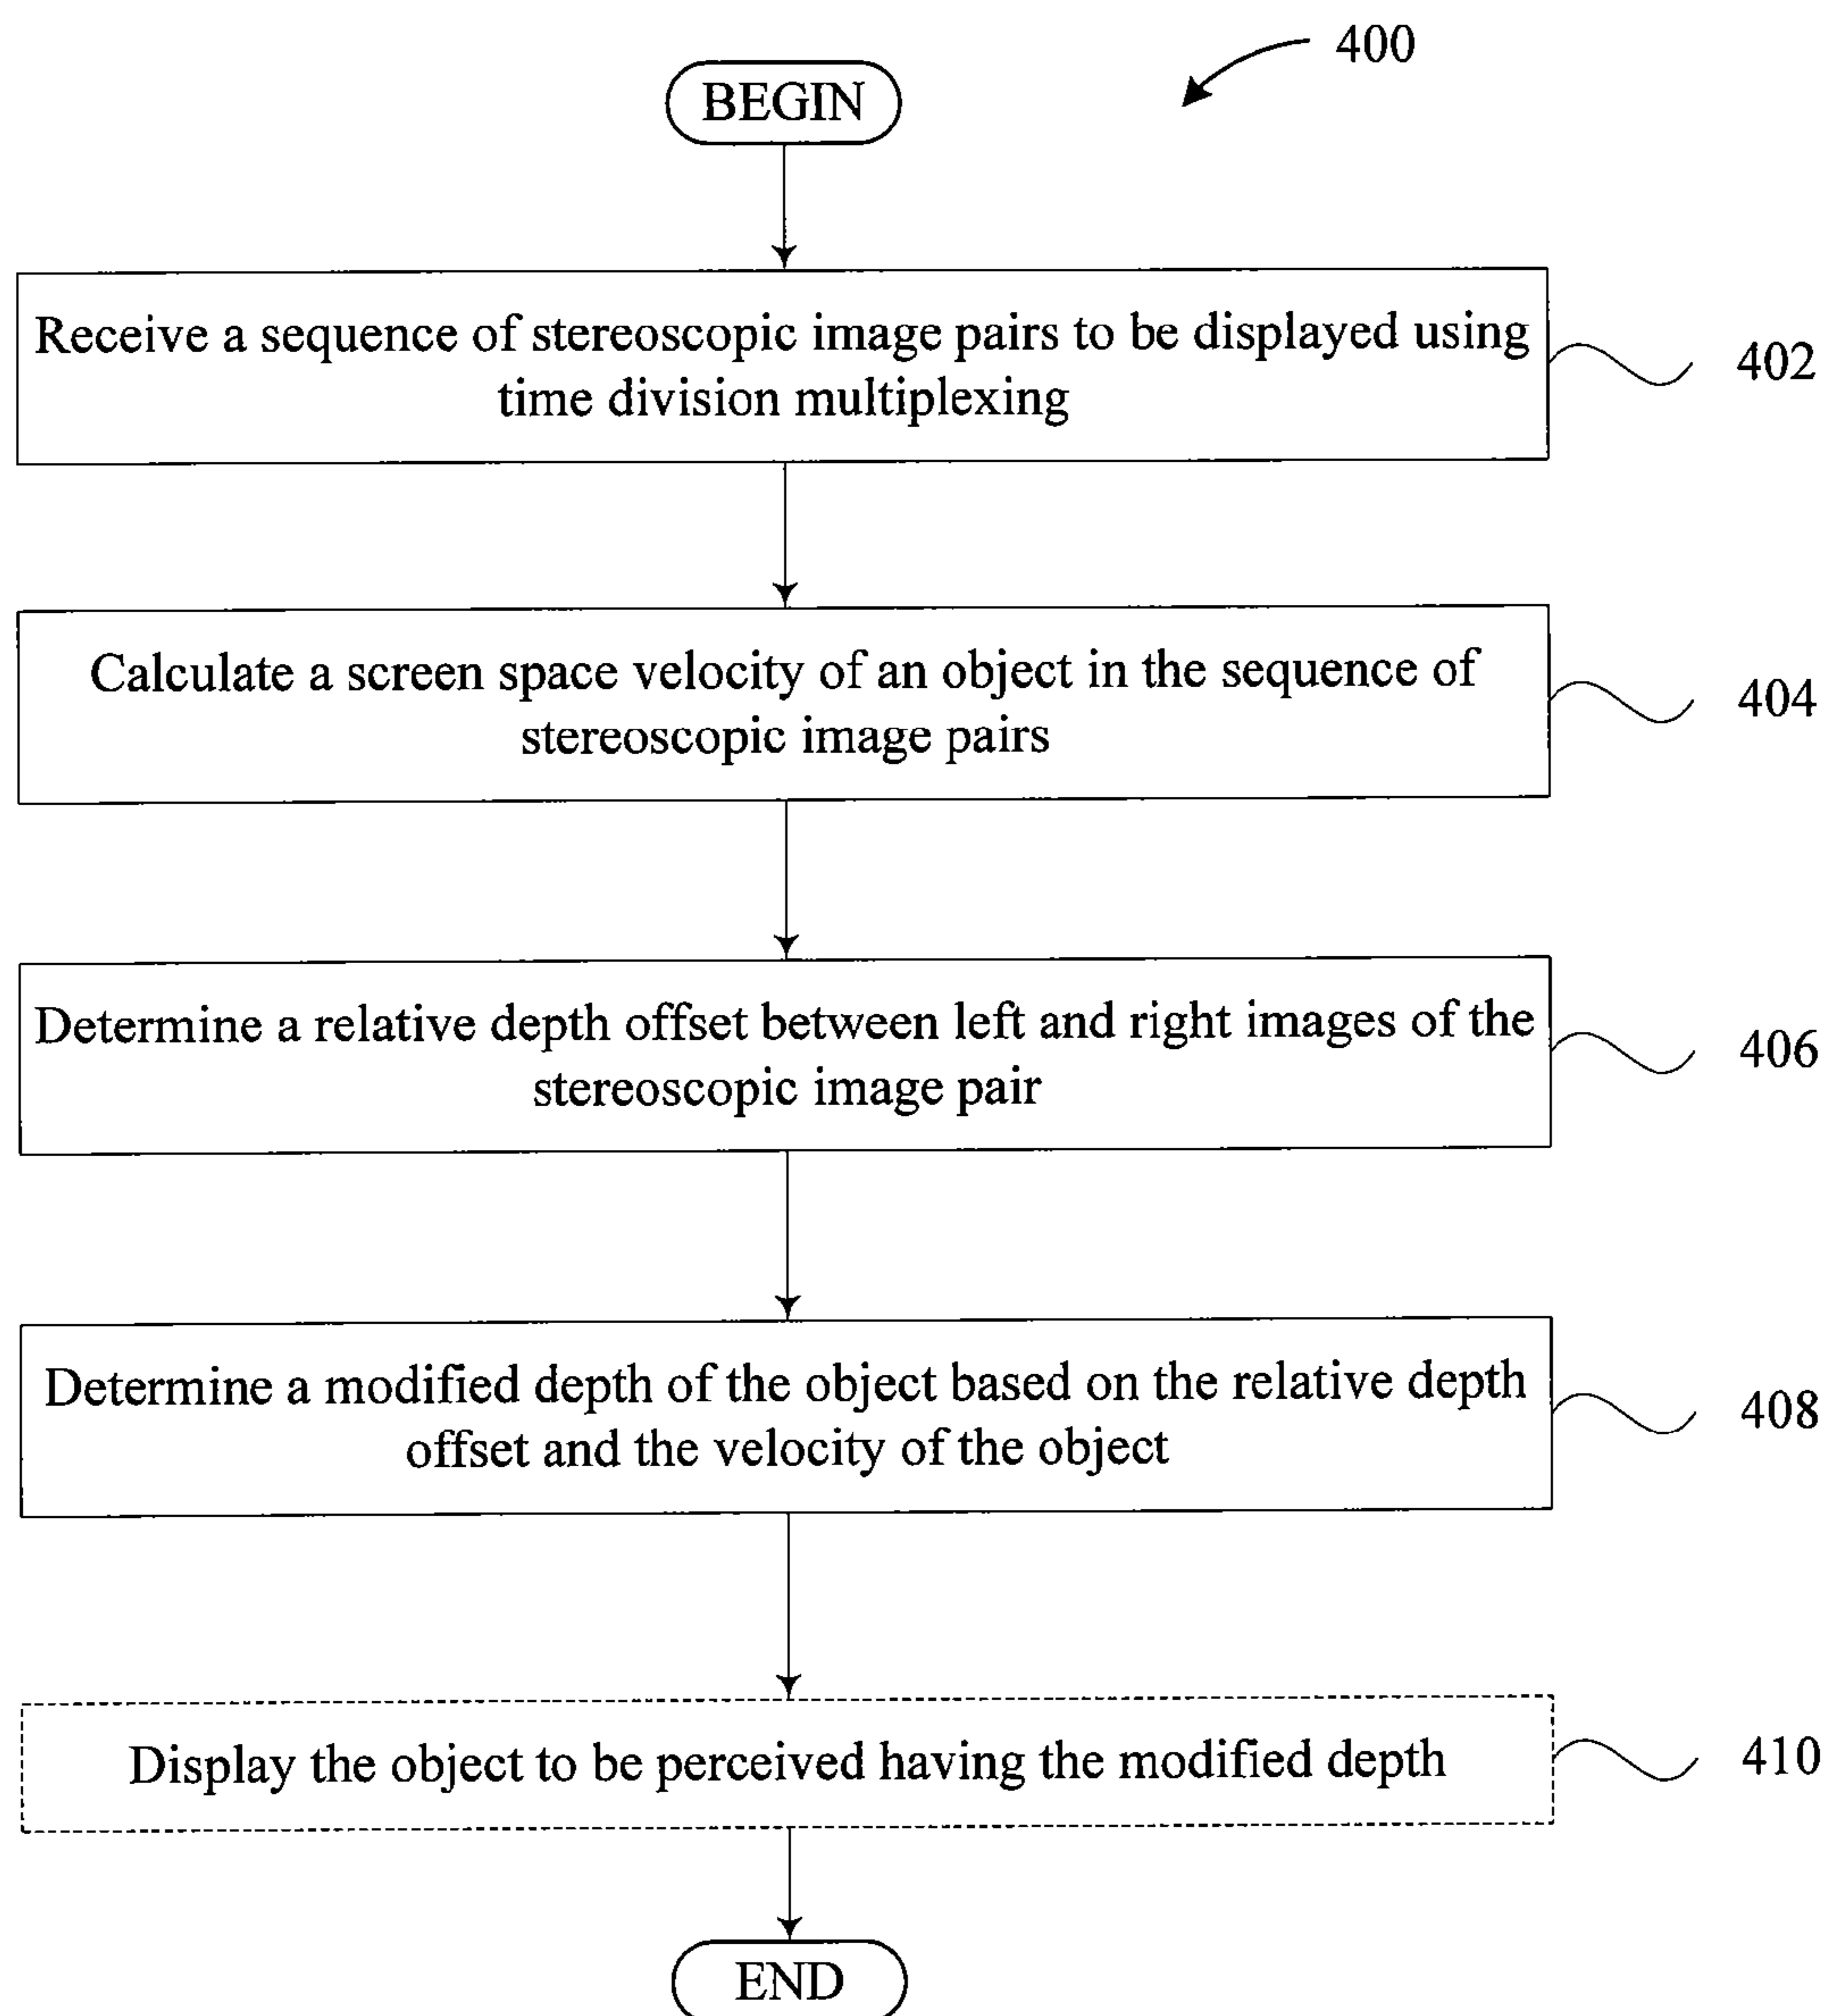 400
BEGIN
Receive a sequence of stereoscopic image pairs to be displayed using
time division multiplexing
402
Calculate a screen space velocity of an object in the sequence of
stereoscopic image pairs
404
Determine a relative depth offset between left and right images of the
stereoscopic image pair
406
Determine a modified depth of the object based on the relative depth
offset and the velocity of the object
408
Display the object to be perceived having the modified depth
410
END